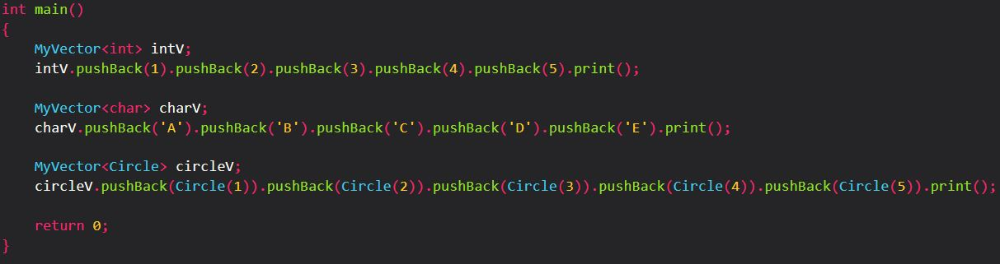 int main()
{
    MyVector<int> intV;
    intV.pushBack(1).pushBack(2).pushBack(3).pushBack(4).pushBack(5).print();

    MyVector<char> charV;
    charV.pushBack('A').pushBack('B').pushBack('C').pushBack('D').pushBack('E').print();

    MyVector<Circle> circleV;
    circleV.pushBack(Circle(1)).pushBack(Circle(2)).pushBack(Circle(3)).pushBack(Circle(4)).pushBack(Circle(5)).print();

    return 0;
}